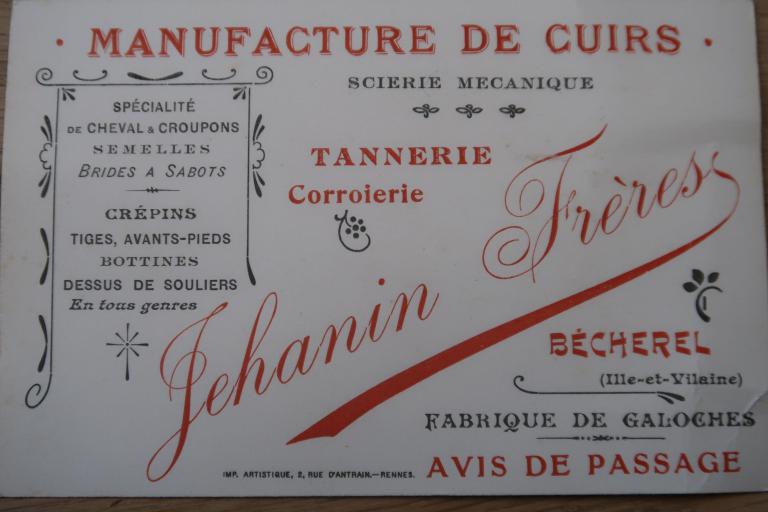 · MANUFACTURE DE CUIRS ·
SCIERIE MECANIQUE
SPÉCIALITÉ
DE CHEVAL & CROUPONS
SEMELLES
BRIDES A SABOTS
CRÉPINS
TIGES, AVANTS-PIEDS
BOTTINES
DESSUS DE SOULIERS
En tous genres
TANNERIE
Corroierie
Jehanin Frères
BÉCHEREL
(Ille-et-Vilaine)
FABRIQUE DE GALOCHES
AVIS DE PASSAGE
IMP. ARTISTIQUE, 2, RUE D'ANTRAIN.—RENNES.